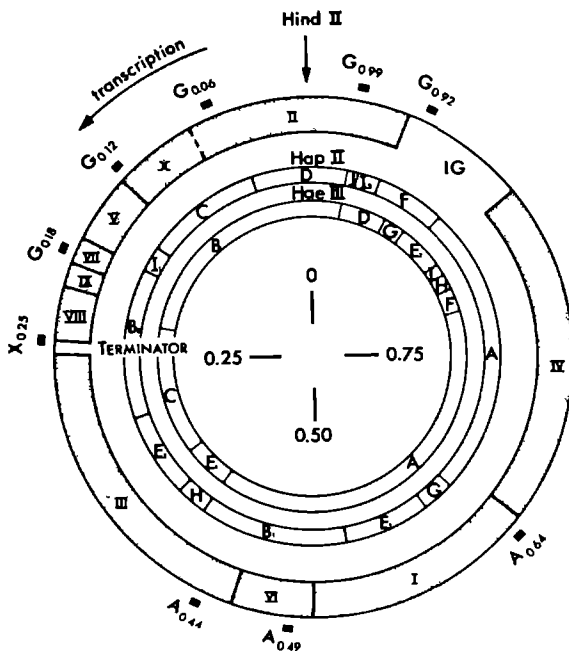 Hind II
transcription
G0.06
G0.99
G0.92
G0.12
G0.18
X0.25
A0.44
A0.49
A0.64
II
X
V
VII
IX
VIII
III
VI
I
IV
IG
Hap II
D
F
C
A
G
H
Hae III
B
D
G
E
H
F
A
C
TERMINATOR
0
0.25
0.75
0.50